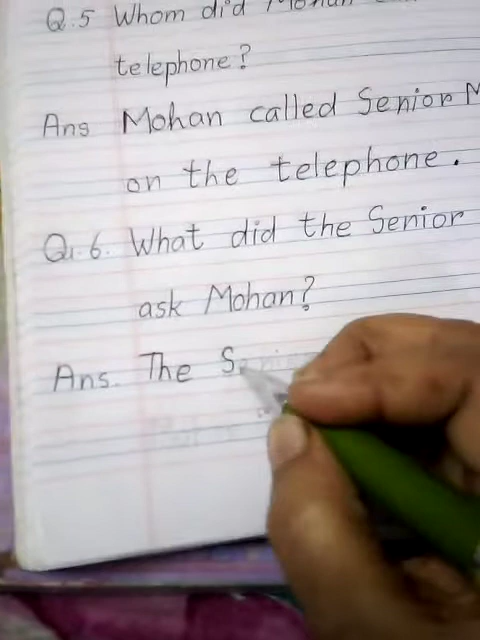 Q.5 Whom did Mohan
telephone?
Ans Mohan called Senior
on the telephone.
Q. 6. What did the Senior
ask Mohan?
Ans. The S